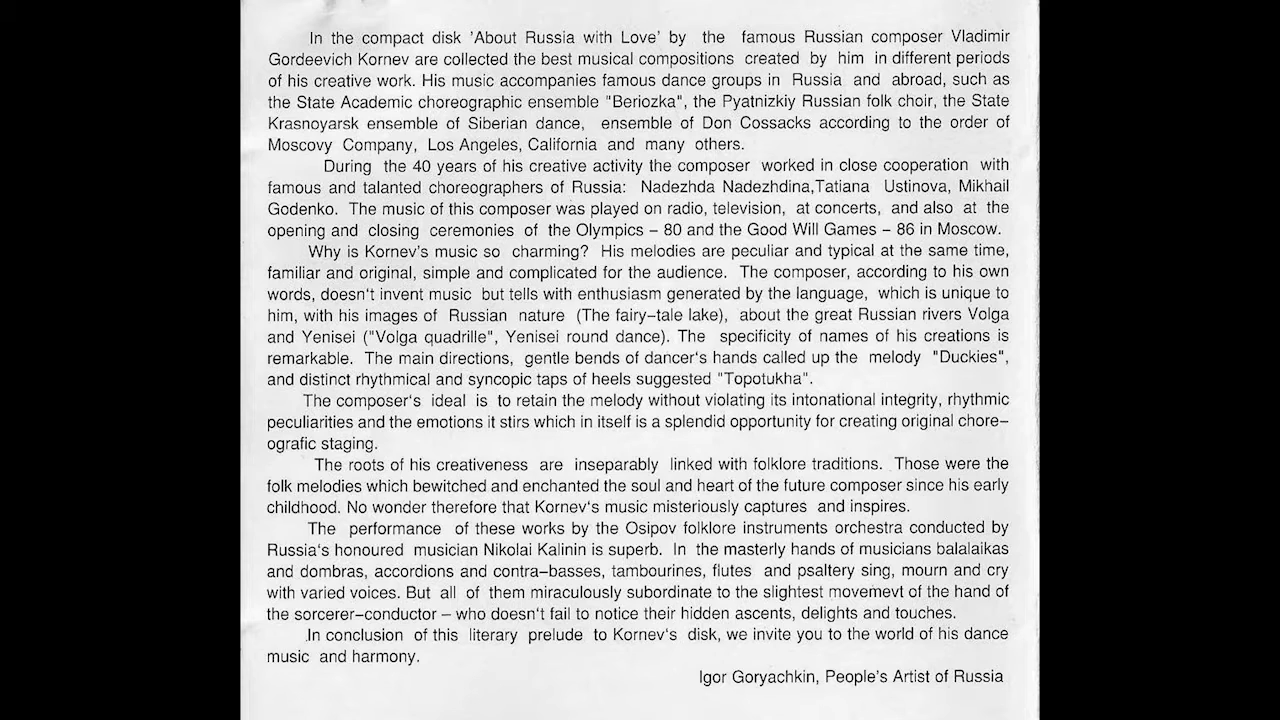 In the compact disk 'About Russia with Love' by the famous Russian composer Vladimir
Gordeevich Kornev are collected the best musical compositions created by him in different periods
of his creative work. His music accompanies famous dance groups in Russia and abroad, such as
the State Academic choreographic ensemble "Beriozka", the Pyatnizkiy Russian folk choir, the State
Krasnoyarsk ensemble of Siberian dance, ensemble of Don Cossacks according to the order of
Moscovy Company, Los Angeles, California and many others.
During the 40 years of his creative activity the composer worked in close cooperation with
famous and talanted choreographers of Russia: Nadezhda Nadezhdina,Tatiana Ustinova, Mikhail
Godenko. The music of this composer was played on radio, television, at concerts, and also at the
opening and closing ceremonies of the Olympics – 80 and the Good Will Games – 86 in Moscow.
Why is Kornev's music so charming? His melodies are peculiar and typical at the same time,
familiar and original, simple and complicated for the audience. The composer, according to his own
words, doesn't invent music but tells with enthusiasm generated by the language, which is unique to
him, with his images of Russian nature (The fairy–tale lake), about the great Russian rivers Volga
and Yenisei ("Volga quadrille", Yenisei round dance). The specificity of names of his creations is
remarkable. The main directions, gentle bends of dancer's hands called up the melody "Duckies",
and distinct rhythmical and syncopic taps of heels suggested "Topotukha".
The composer's ideal is to retain the melody without violating its intonational integrity, rhythmic
peculiarities and the emotions it stirs which in itself is a splendid opportunity for creating original chore–
ografic staging.
The roots of his creativeness are inseparably linked with folklore traditions. Those were the
folk melodies which bewitched and enchanted the soul and heart of the future composer since his early
childhood. No wonder therefore that Kornev's music misteriously captures and inspires.
The performance of these works by the Osipov folklore instruments orchestra conducted by
Russia's honoured musician Nikolai Kalinin is superb. In the masterly hands of musicians balalaikas
and dombras, accordions and contra–basses, tambourines, flutes and psaltery sing, mourn and cry
with varied voices. But all of them miraculously subordinate to the slightest movemevt of the hand of
the sorcerer–conductor – who doesn't fail to notice their hidden ascents, delights and touches.
In conclusion of this literary prelude to Kornev's disk, we invite you to the world of his dance
music and harmony.
Igor Goryachkin, People's Artist of Russia